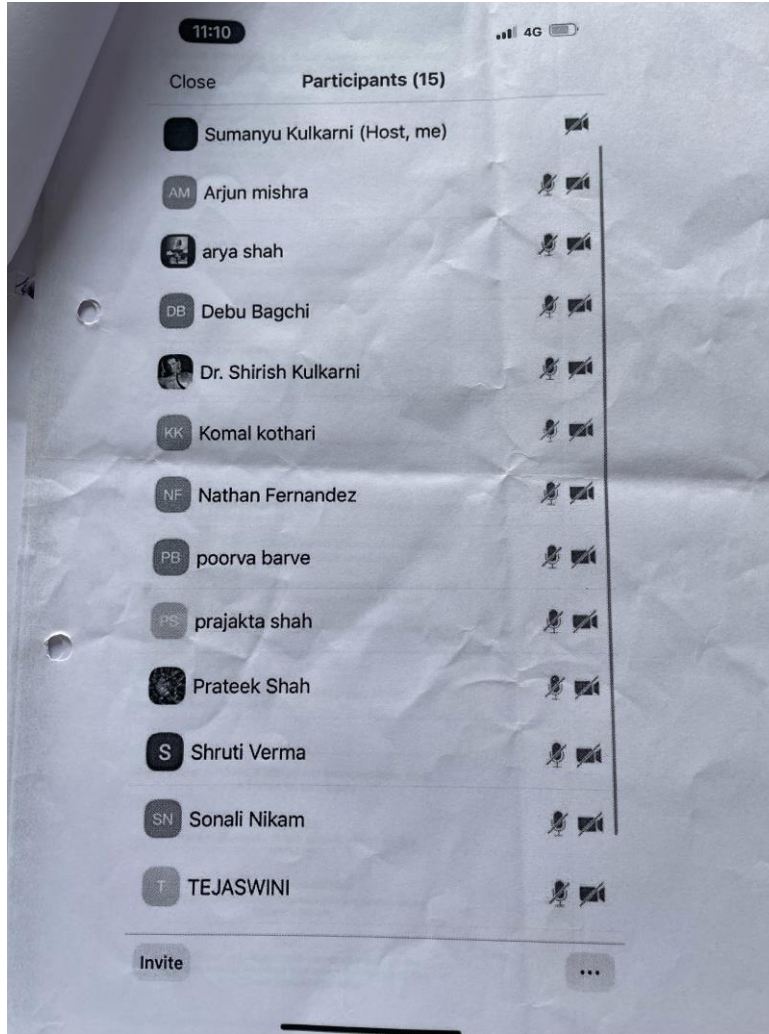 11:10 4G
Close Participants (15)
Sumanyu Kulkarni (Host, me)
AM Arjun mishra
arya shah
DB Debu Bagchi
Dr. Shirish Kulkarni
KK Komal kothari
NF Nathan Fernandez
PB poorva barve
PS prajakta shah
Prateek Shah
S Shruti Verma
SN Sonali Nikam
T TEJASWINI
Invite ...